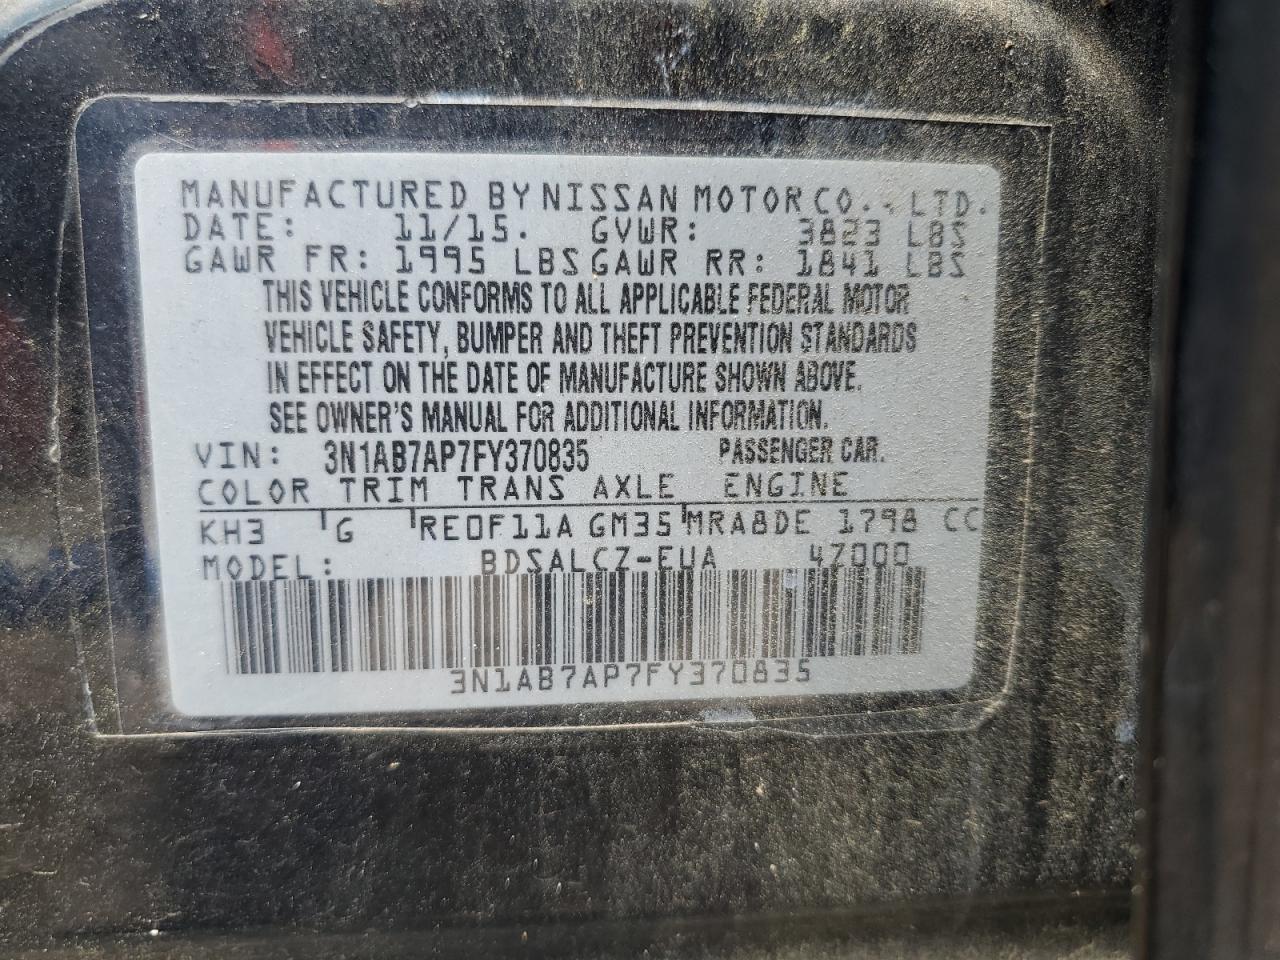 MANUFACTURED BY NISSAN MOTOR CO., LTD.
DATE: 11/15. GVWR: 3823 LBS
GAWR FR: 1995 LBS GAWR RR: 1841 LBS
THIS VEHICLE CONFORMS TO ALL APPLICABLE FEDERAL MOTOR
VEHICLE SAFETY, BUMPER AND THEFT PREVENTION STANDARDS
IN EFFECT ON THE DATE OF MANUFACTURE SHOWN ABOVE.
SEE OWNER'S MANUAL FOR ADDITIONAL INFORMATION.
VIN: 3N1AB7AP7FY370835 PASSENGER CAR.
COLOR TRIM TRANS AXLE ENGINE
KH3 G RE0F11A GM35 MRA8DE 1798 CC
MODEL: BDSALCZ-EUA 4Z000
3N1AB7AP7FY370835